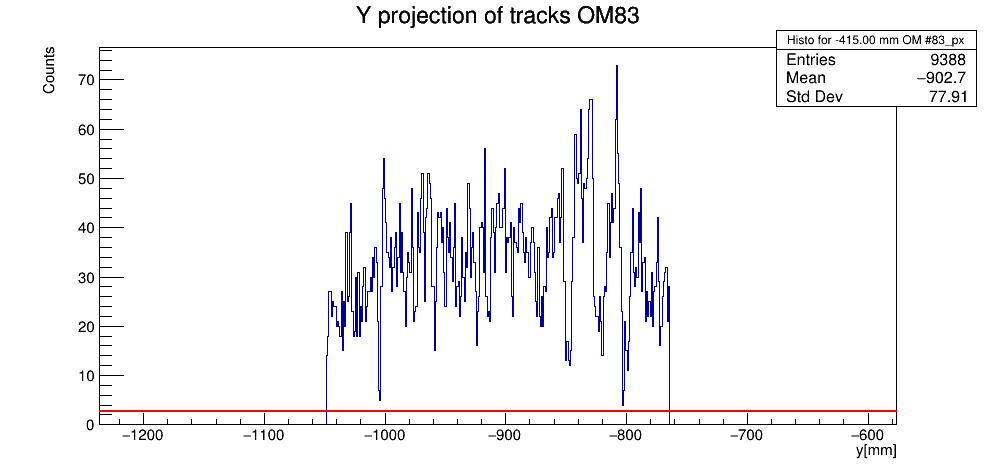 Y projection of tracks OM83
Histo for -415.00 mm OM #83_px
Entries 9388
Mean −902.7
Std Dev 77.91
Counts
70
60
50
40
30
20
10
0
−1200 −1100 −1000 −900 −800 −700 −600
y[mm]